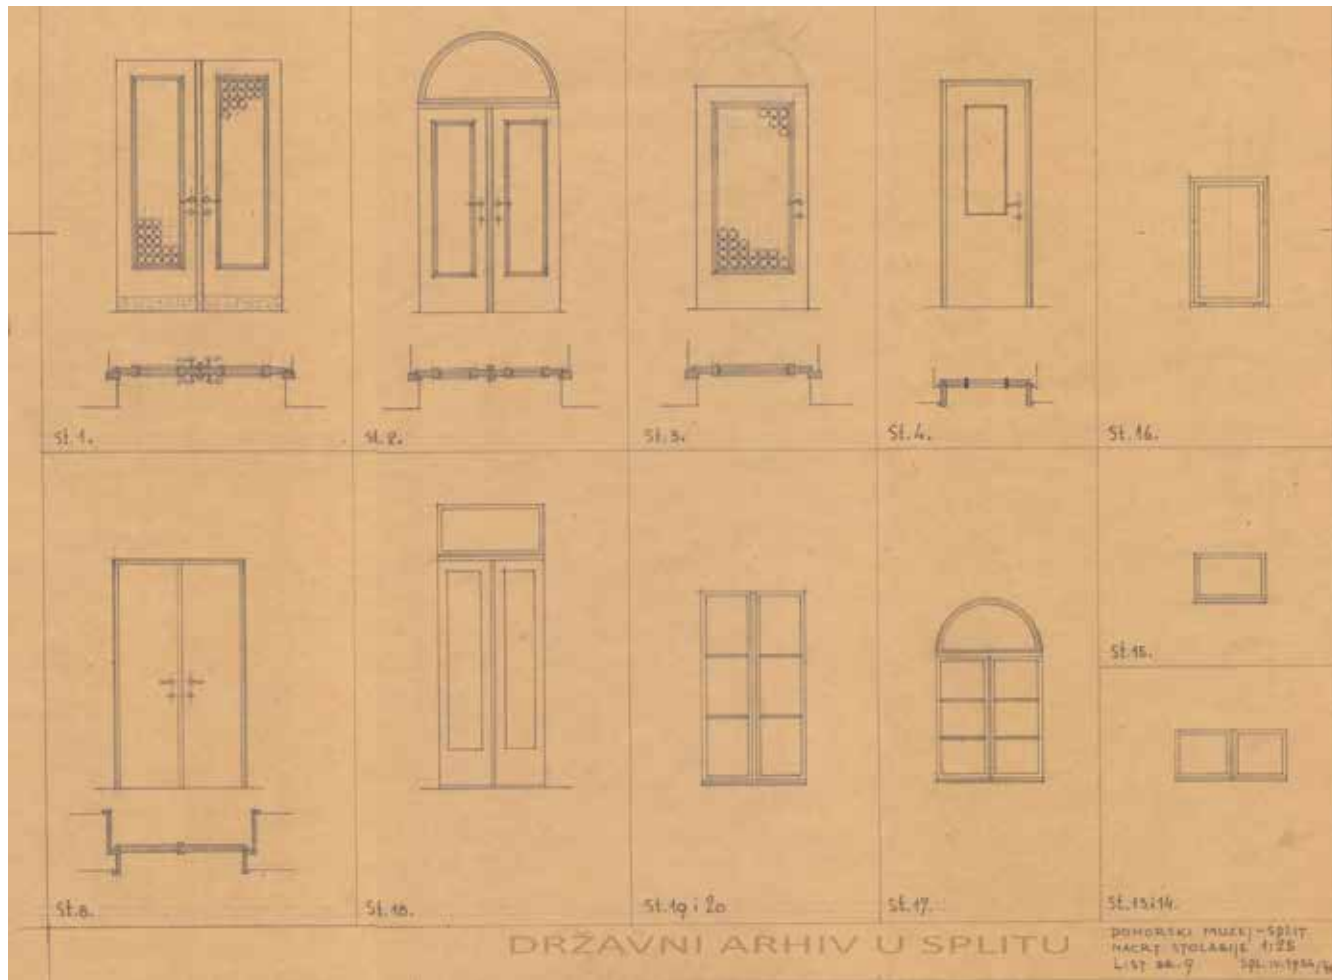 St.1.
St.2.
St.3.
St.4.
St.16.
St.8.
St.18.
St.19 i 20
St.17.
St.15.
St.13 i 14.
DRŽAVNI ARHIV U SPLITU
POMORSKI MUZEJ - SPLIT
NACRT STOLARIJE 1:25
LIST BR. 9